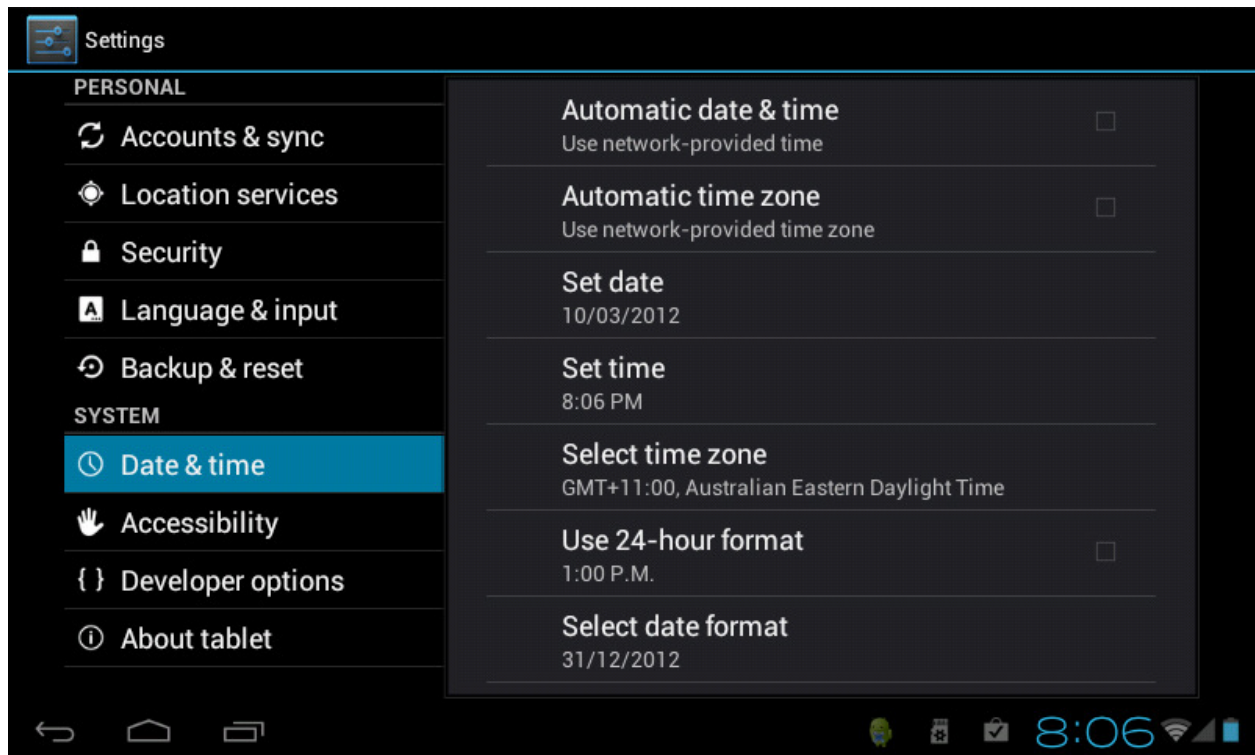 Settings
PERSONAL
Accounts & sync
Location services
Security
Language & input
Backup & reset
SYSTEM
Date & time
Accessibility
{ } Developer options
About tablet
Automatic date & time
Use network-provided time
Automatic time zone
Use network-provided time zone
Set date
10/03/2012
Set time
8:06 PM
Select time zone
GMT+11:00, Australian Eastern Daylight Time
Use 24-hour format
1:00 P.M.
Select date format
31/12/2012
8:06